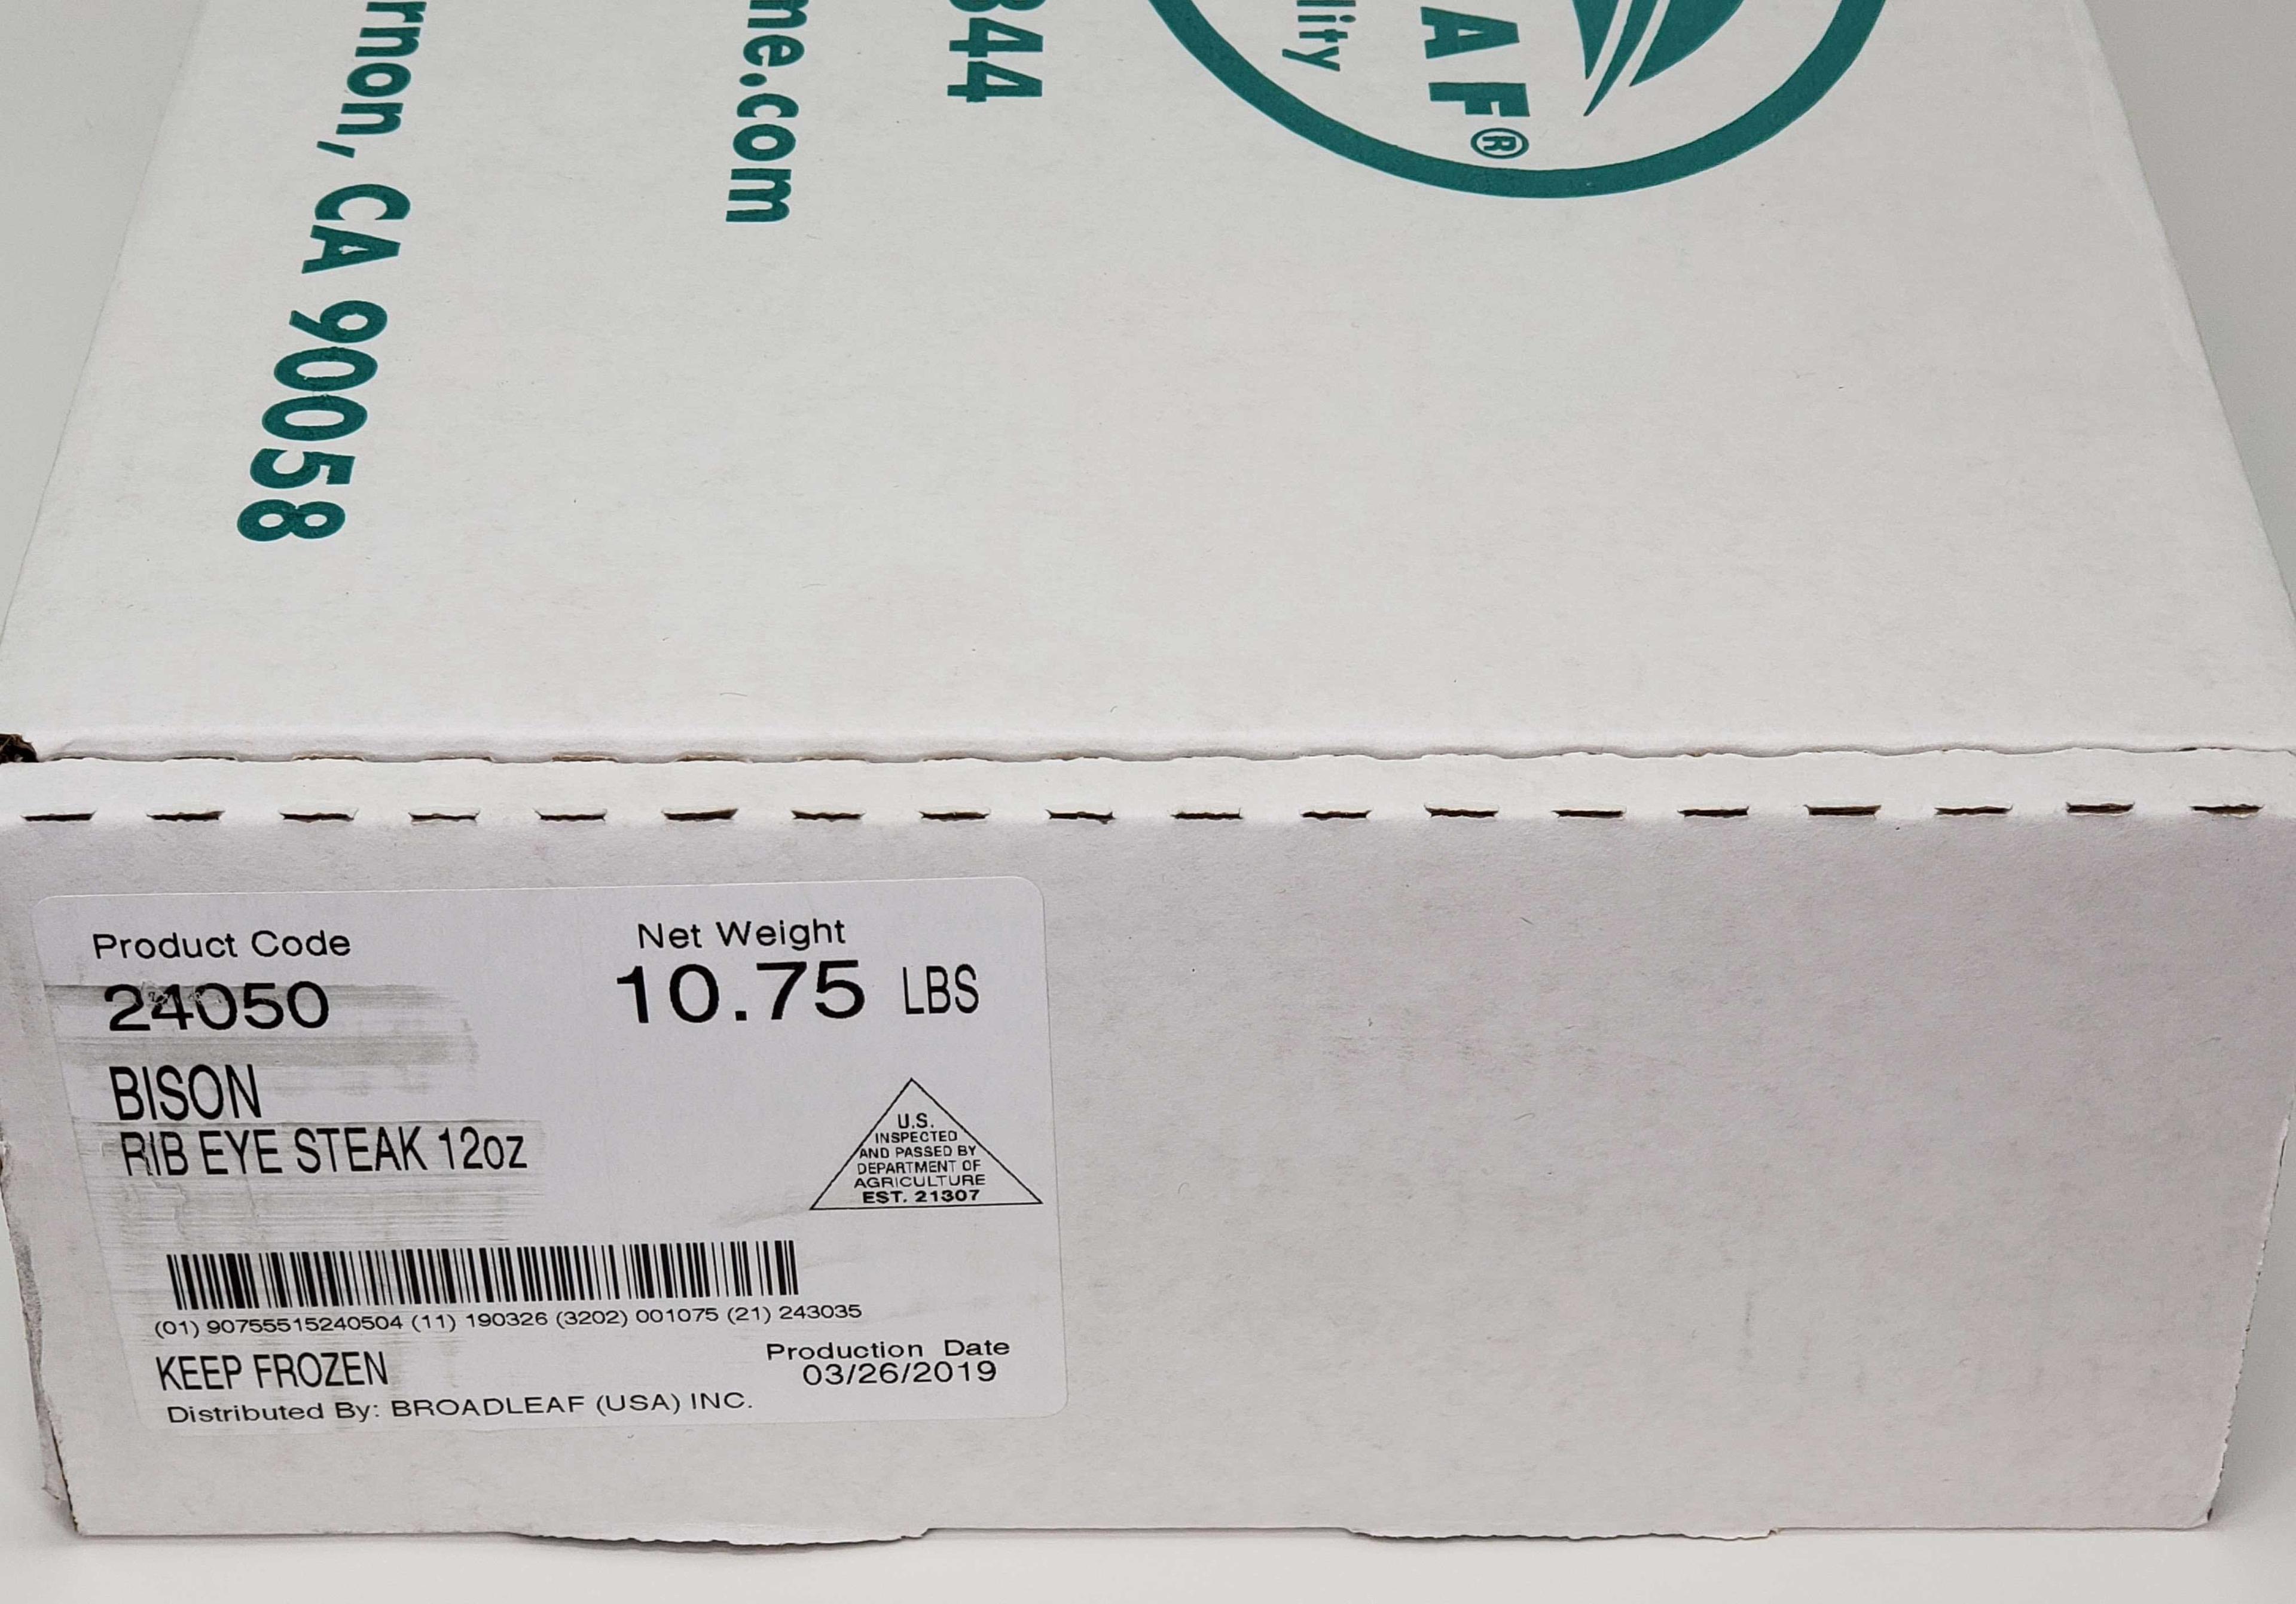 rnon, CA 90058
me.com
344
lity
AF®
Product Code
24050
Net Weight
10.75 LBS
BISON
RIB EYE STEAK 12oz
U.S.
INSPECTED
AND PASSED BY
DEPARTMENT OF
AGRICULTURE
EST. 21307
(01) 90755515240504 (11) 190326 (3202) 001075 (21) 243035
KEEP FROZEN
Production Date
03/26/2019
Distributed By: BROADLEAF (USA) INC.